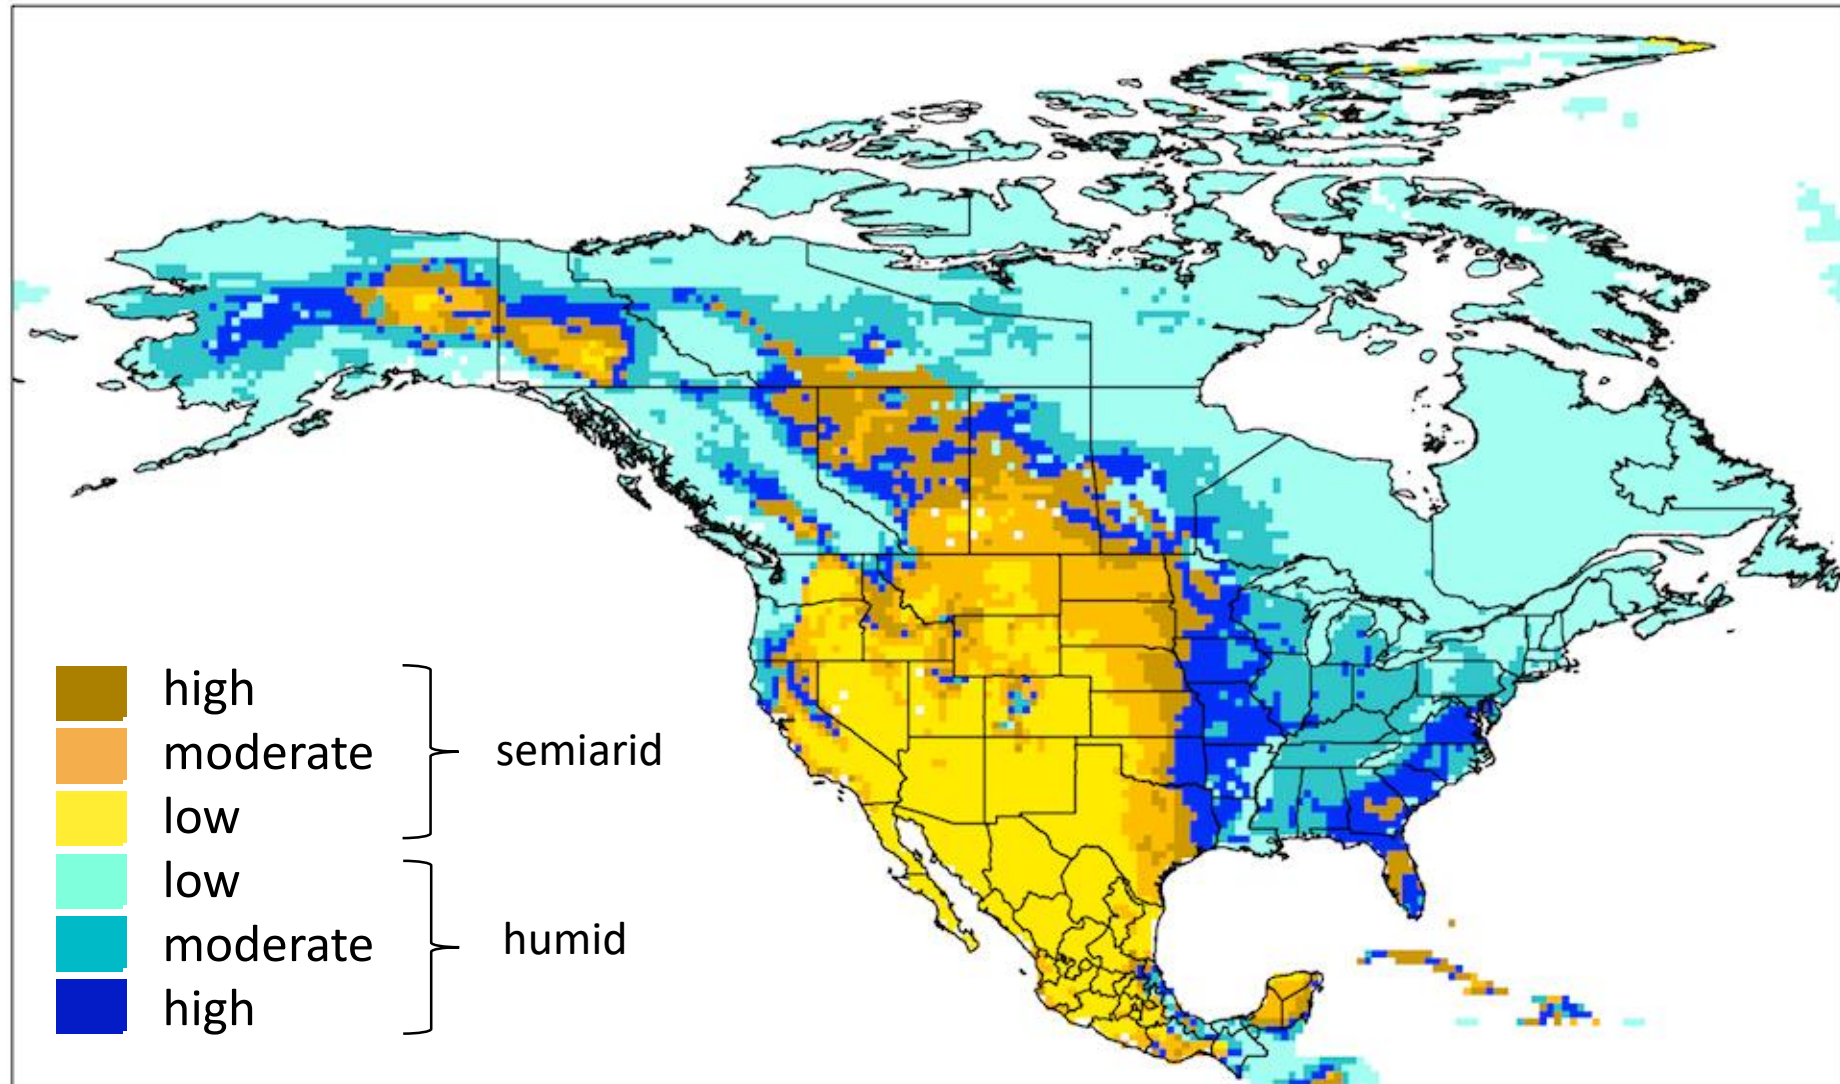 high
moderate
low
semiarid
low
moderate
high
humid